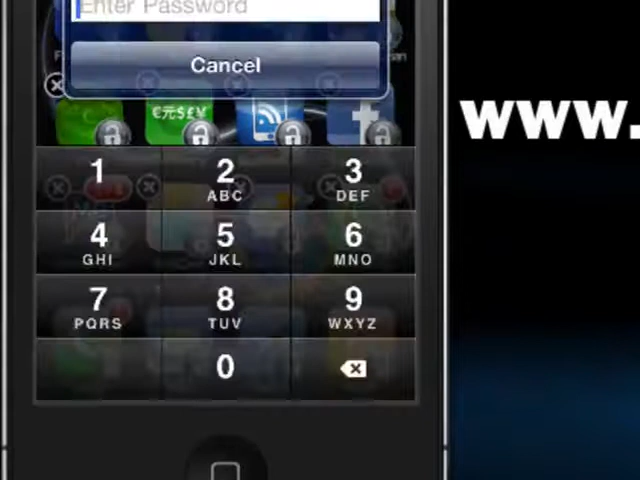 Enter Password
Cancel
€元$£¥
www.
1 2 3
ABC DEF
4 5 6
GHI JKL MNO
7 8 9
PQRS TUV WXYZ
0